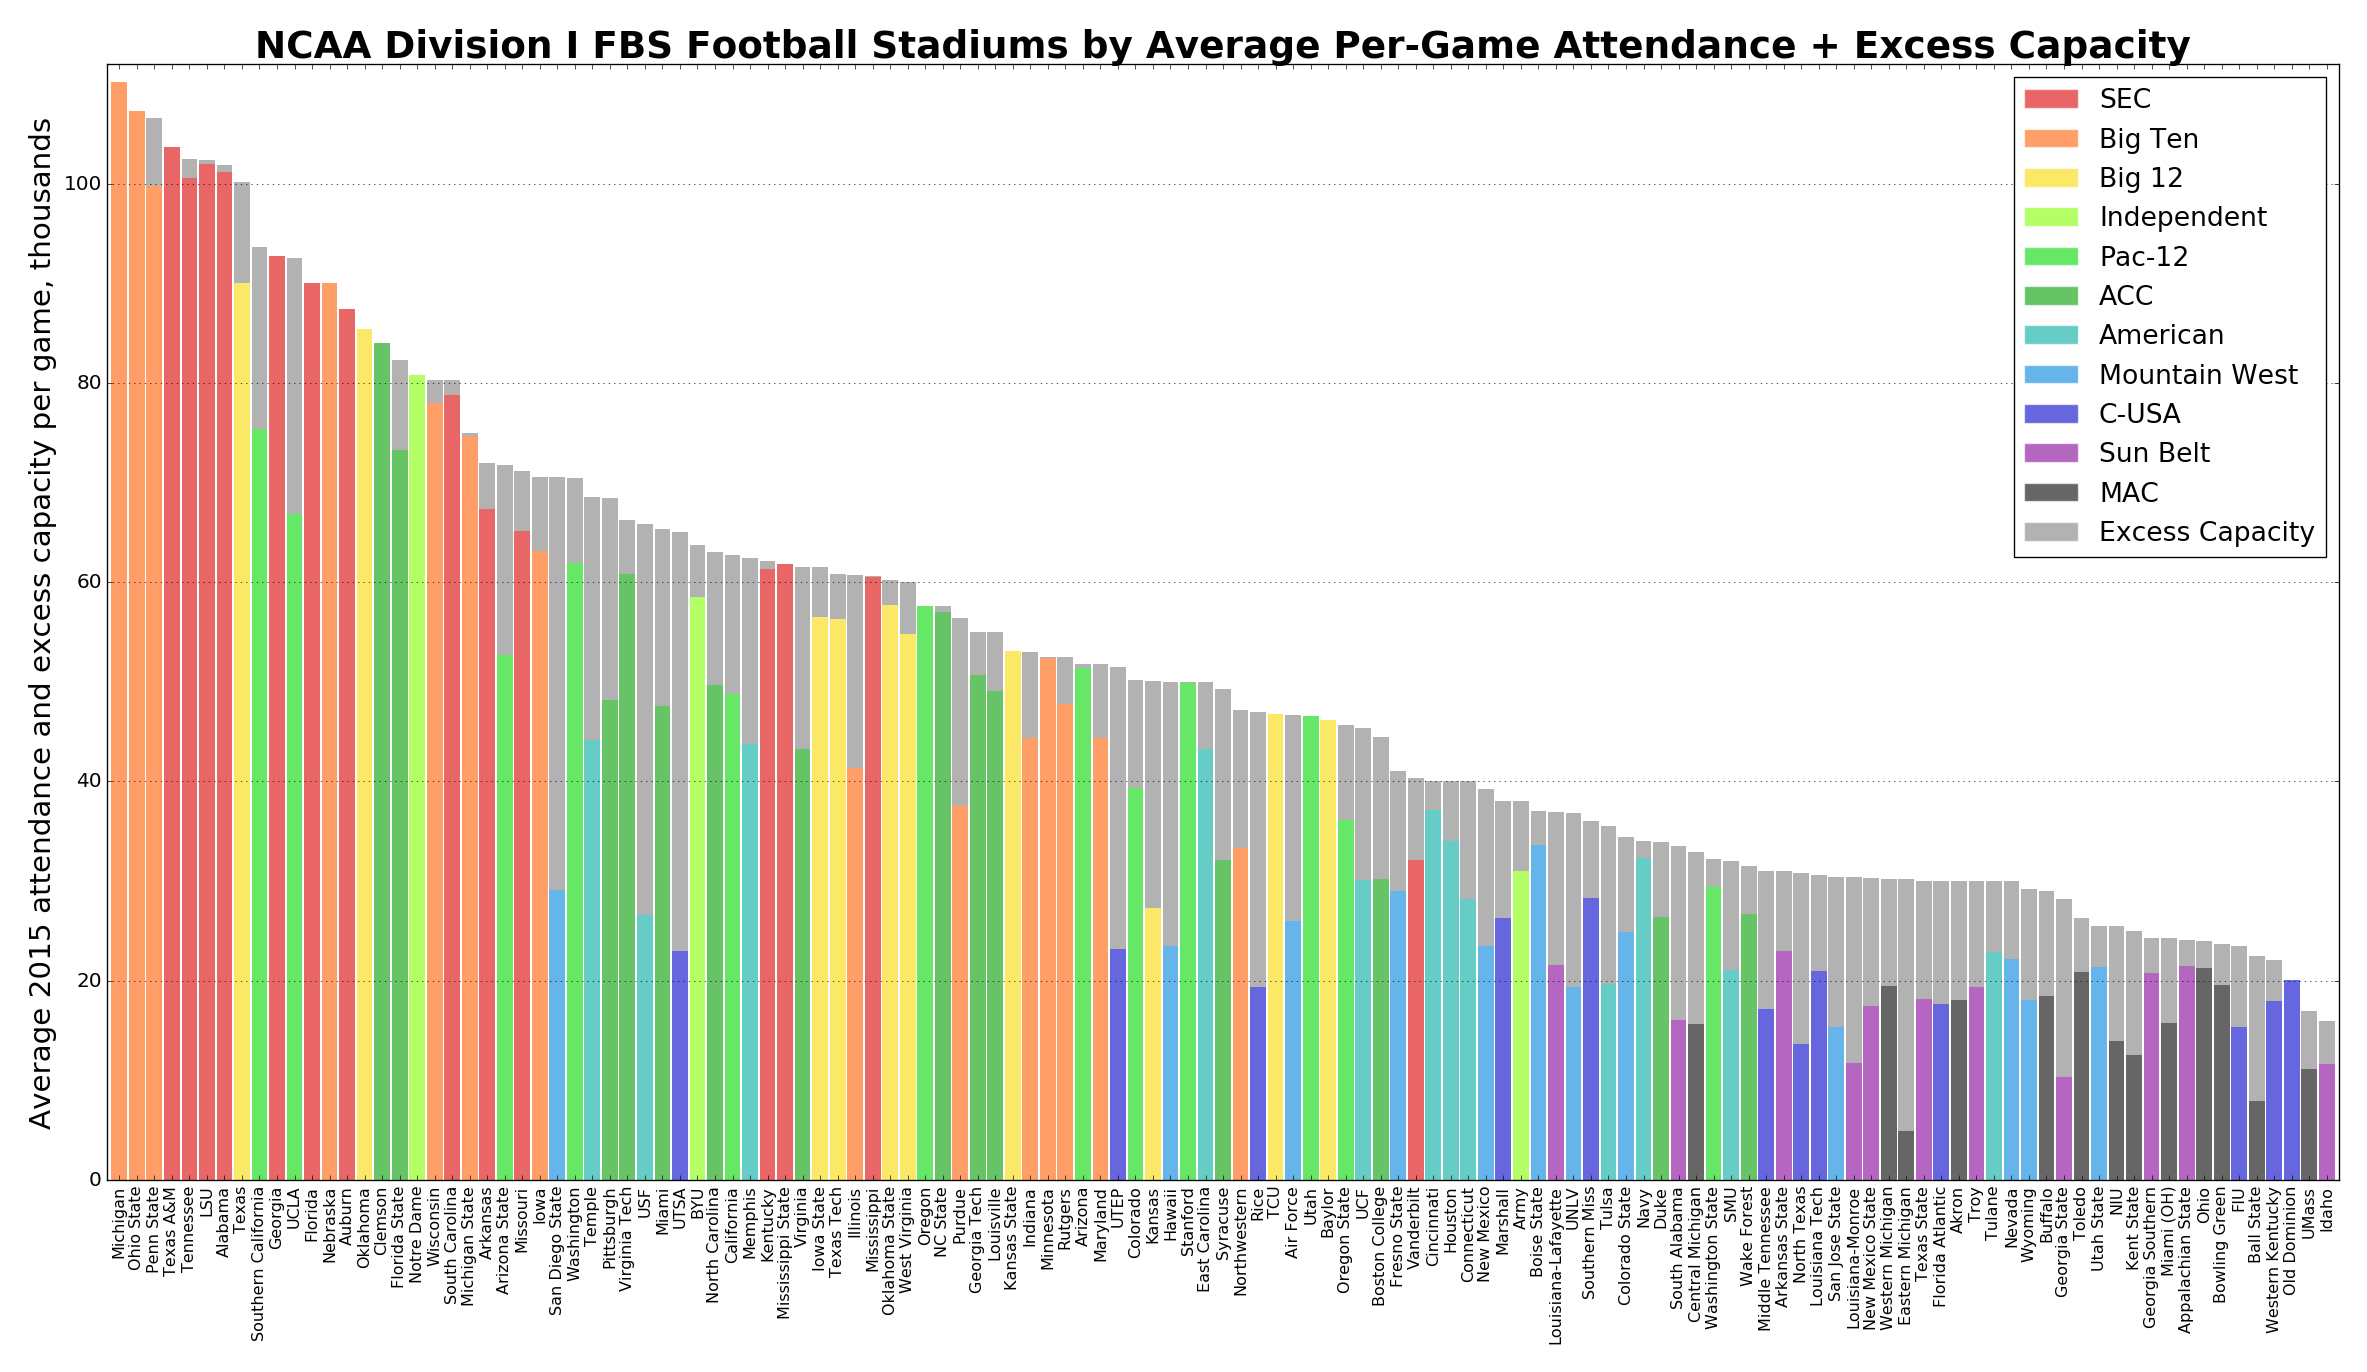 NCAA Division I FBS Football Stadiums by Average Per-Game Attendance + Excess Capacity
Average 2015 attendance and excess capacity per game, thousands
100
80
60
40
20
0
SEC
Big Ten
Big 12
Independent
Pac-12
ACC
American
Mountain West
C-USA
Sun Belt
MAC
Excess Capacity
Michigan
Ohio State
Penn State
Texas A&M
Tennessee
LSU
Alabama
Texas
Southern California
Georgia
UCLA
Florida
Nebraska
Auburn
Oklahoma
Clemson
Florida State
Notre Dame
Wisconsin
South Carolina
Michigan State
Arkansas
Arizona State
Missouri
Iowa
San Diego State
Washington
Temple
Pittsburgh
Virginia Tech
USF
Miami
UTSA
BYU
North Carolina
California
Memphis
Kentucky
Mississippi State
Virginia
Iowa State
Texas Tech
Illinois
Mississippi
Oklahoma State
West Virginia
Oregon
NC State
Purdue
Georgia Tech
Louisville
Kansas State
Indiana
Minnesota
Rutgers
Arizona
Maryland
UTEP
Colorado
Kansas
Hawaii
Stanford
East Carolina
Syracuse
Northwestern
Rice
TCU
Air Force
Utah
Baylor
Oregon State
UCF
Boston College
Fresno State
Vanderbilt
Cincinnati
Houston
Connecticut
New Mexico
Marshall
Army
Boise State
Louisiana-Lafayette
UNLV
Southern Miss
Tulsa
Colorado State
Navy
Duke
South Alabama
Central Michigan
Washington State
SMU
Wake Forest
Middle Tennessee
Arkansas State
North Texas
Louisiana Tech
San Jose State
Louisiana-Monroe
New Mexico State
Western Michigan
Eastern Michigan
Texas State
Florida Atlantic
Akron
Troy
Tulane
Nevada
Wyoming
Buffalo
Georgia State
Toledo
Utah State
NIU
Kent State
Georgia Southern
Miami (OH)
Appalachian State
Ohio
Bowling Green
FIU
Ball State
Western Kentucky
Old Dominion
UMass
Idaho